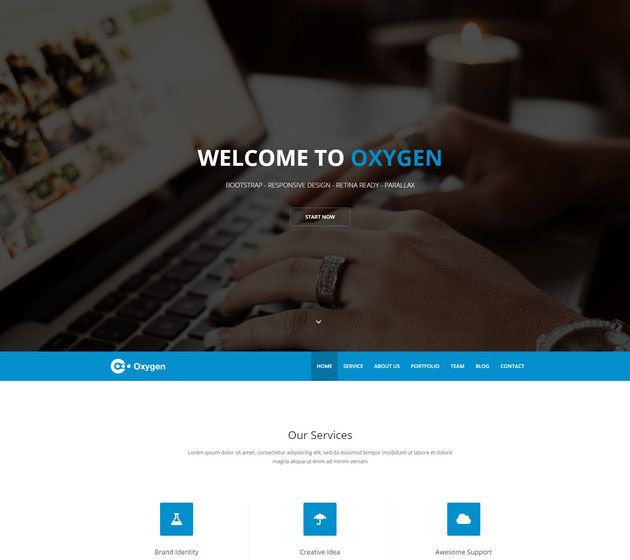 WELCOME TO OXYGEN
BOOTSTRAP - RESPONSIVE DESIGN - RETINA READY - PARALLAX
START NOW
Oxygen
HOME SERVICE ABOUT US PORTFOLIO TEAM BLOG CONTACT
Our Services
Lorem ipsum dolor sit amet, consectetur adipisicing elit, sed do eiusmod tempor incididunt ut labore et dolore
magna aliqua ut enim ad minim veniam
Brand Identity Creative Idea Awesome Support